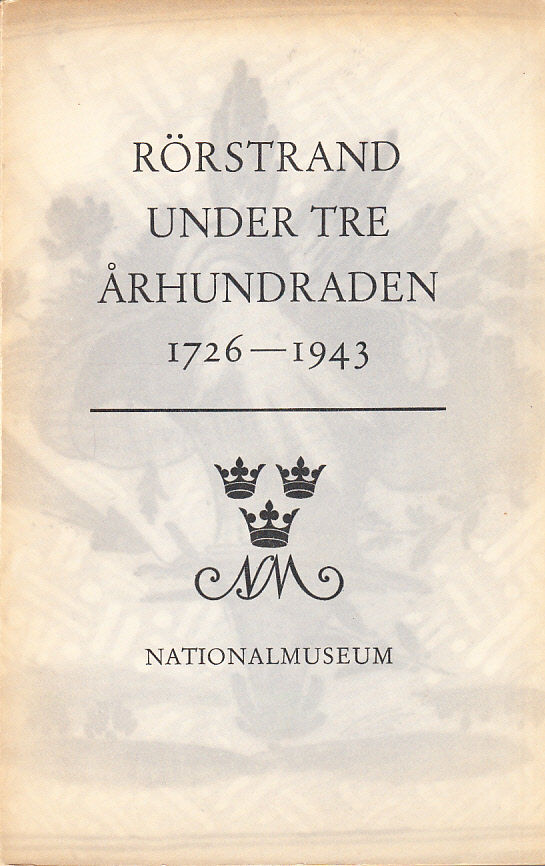 RÖRSTRAND
UNDER TRE
ÅRHUNDRADEN
1726—1943
NM
NATIONALMUSEUM